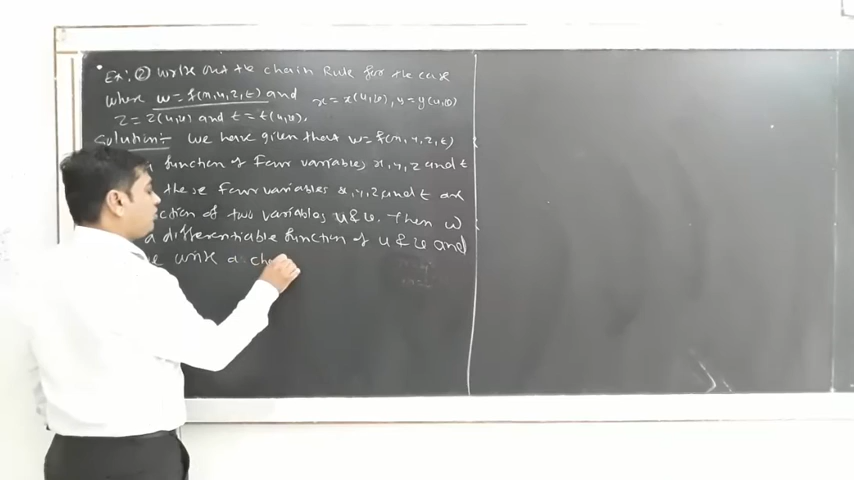 Ex: ② Write out the chain Rule for the case
where w = f(x, y, z, t) and x = x(u, v), y = y(u, v)
z = z(u, v) and t = t(u, v).
Solution:- We have given that w = f(x, y, z, t)
function of Four variables x, y, z and t
these Four variables x, y, z and t are
of two variables u & v. Then w
a differentiable function of u & v and
write a